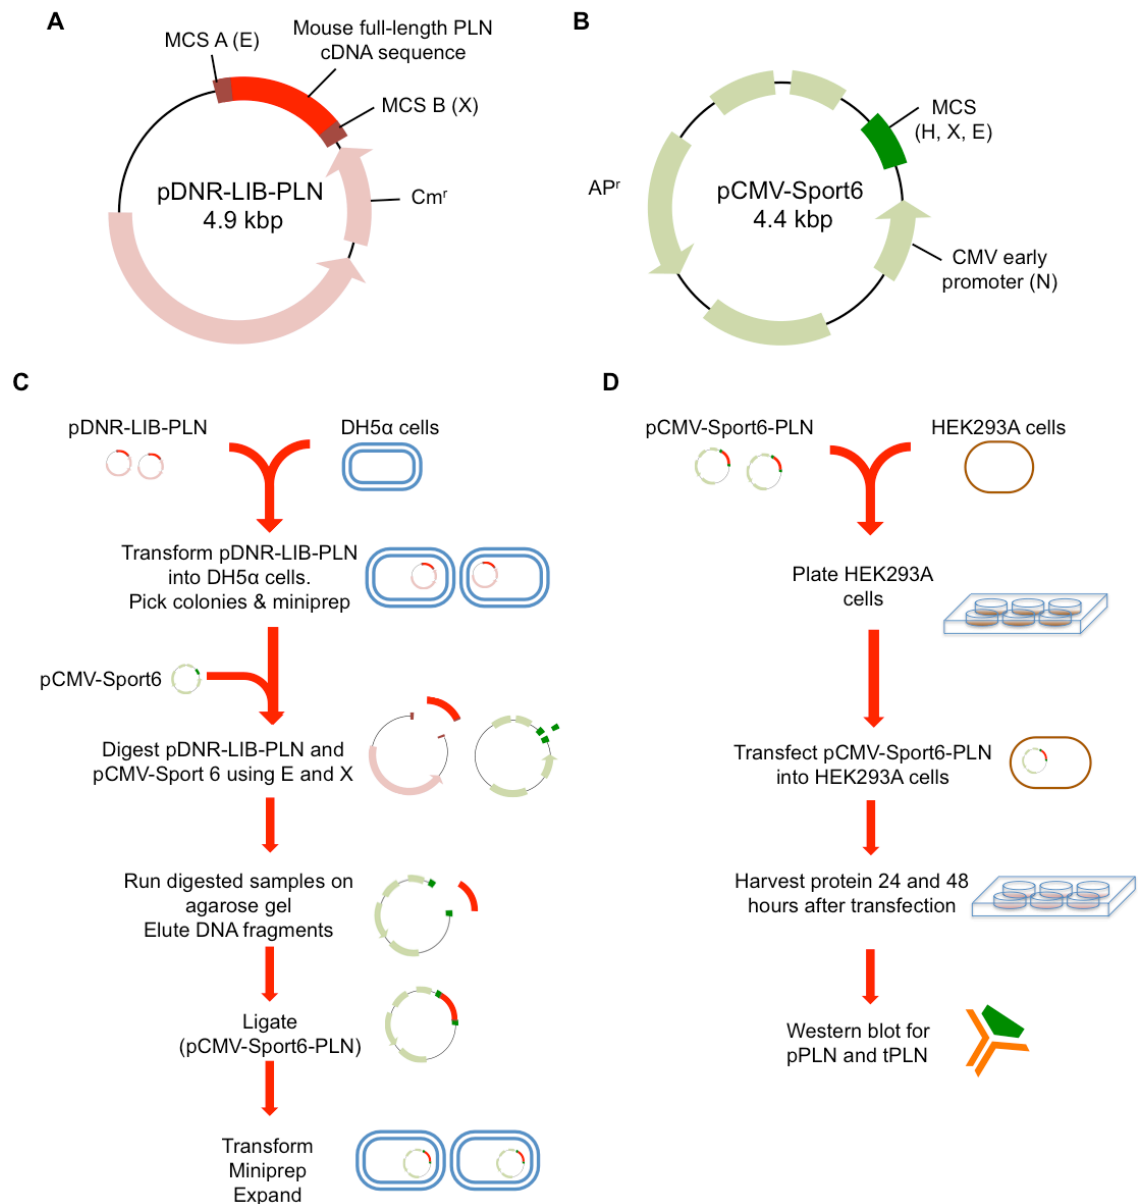 A
MCS A (E)
Mouse full-length PLN
cDNA sequence
MCS B (X)
pDNR-LIB-PLN
4.9 kbp
Cmʳ
B
MCS
(H, X, E)
APʳ
pCMV-Sport6
4.4 kbp
CMV early
promoter (N)
C
pDNR-LIB-PLN
DH5α cells
Transform pDNR-LIB-PLN
into DH5α cells.
Pick colonies & miniprep
pCMV-Sport6
Digest pDNR-LIB-PLN and
pCMV-Sport 6 using E and X
Run digested samples on
agarose gel
Elute DNA fragments
Ligate
(pCMV-Sport6-PLN)
Transform
Miniprep
Expand
D
pCMV-Sport6-PLN
HEK293A cells
Plate HEK293A
cells
Transfect pCMV-Sport6-PLN
into HEK293A cells
Harvest protein 24 and 48
hours after transfection
Western blot for
pPLN and tPLN